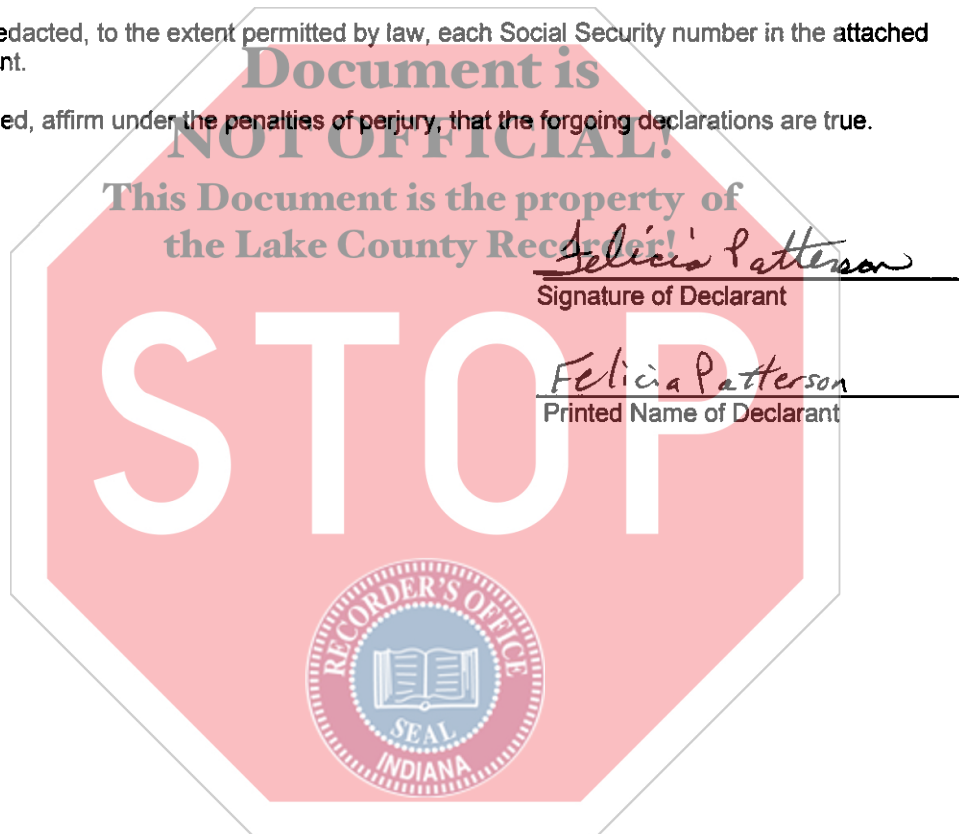 edacted, to the extent permitted by law, each Social Security number in the attached
nt.
Document is
ed, affirm under the penalties of perjury, that the forgoing declarations are true.
NOT OFFICIAL!
This Document is the property of
the Lake County Recorder!
Felicia Patterson
Signature of Declarant
STOP
Felicia Patterson
Printed Name of Declarant
RECORDER'S OFFICE
SEAL
INDIANA